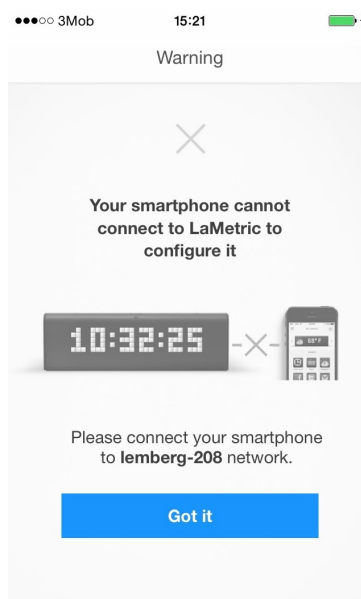 3Mob 15:21
Warning
Your smartphone cannot
connect to LaMetric to
configure it
10:32:25
68°F
Please connect your smartphone
to lemberg-208 network.
Got it